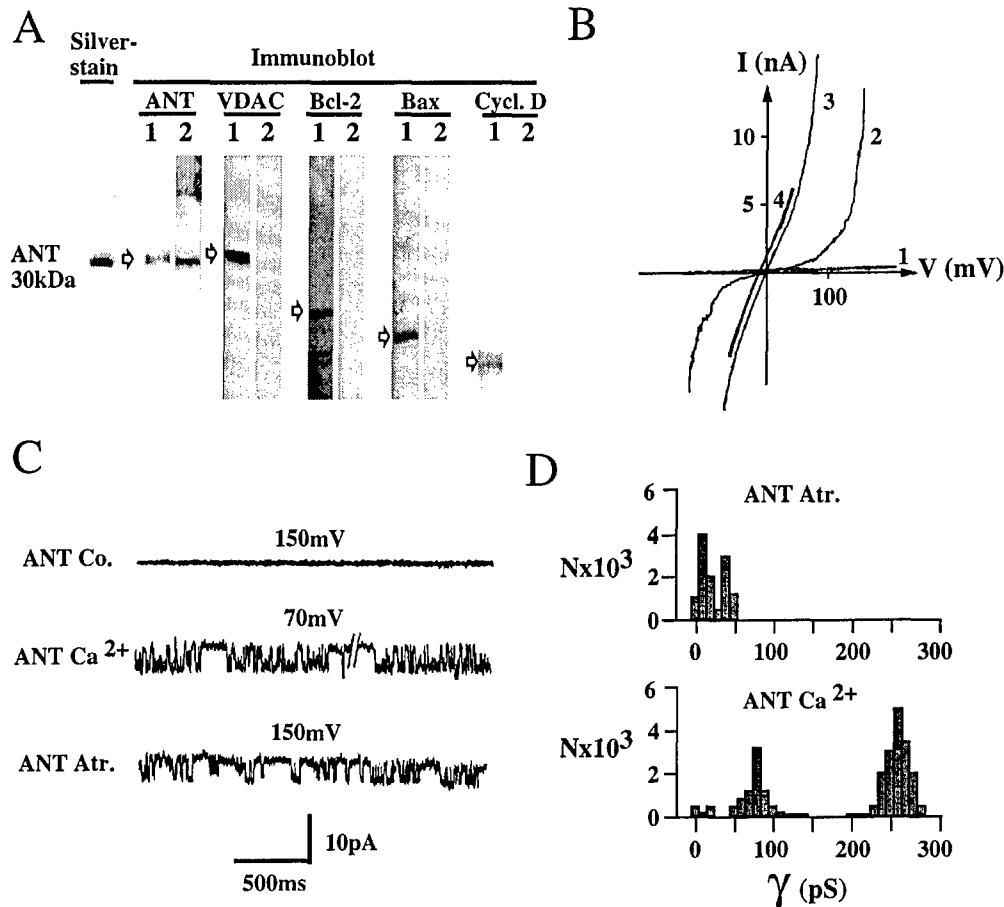 A
Silver-
stain
Immunoblot
ANT VDAC Bcl-2 Bax Cycl. D
1 2 1 2 1 2 1 2 1 2
ANT
30kDa
B
I (nA)
3
2
10
5
4
1
V (mV)
100
C
150mV
ANT Co.
70mV
ANT Ca 2+
150mV
ANT Atr.
10pA
500ms
D
6
ANT Atr.
4
Nx10³
2
0
0 100 200 300
6
ANT Ca 2+
4
Nx10³
2
0
0 100 200 300
γ (pS)